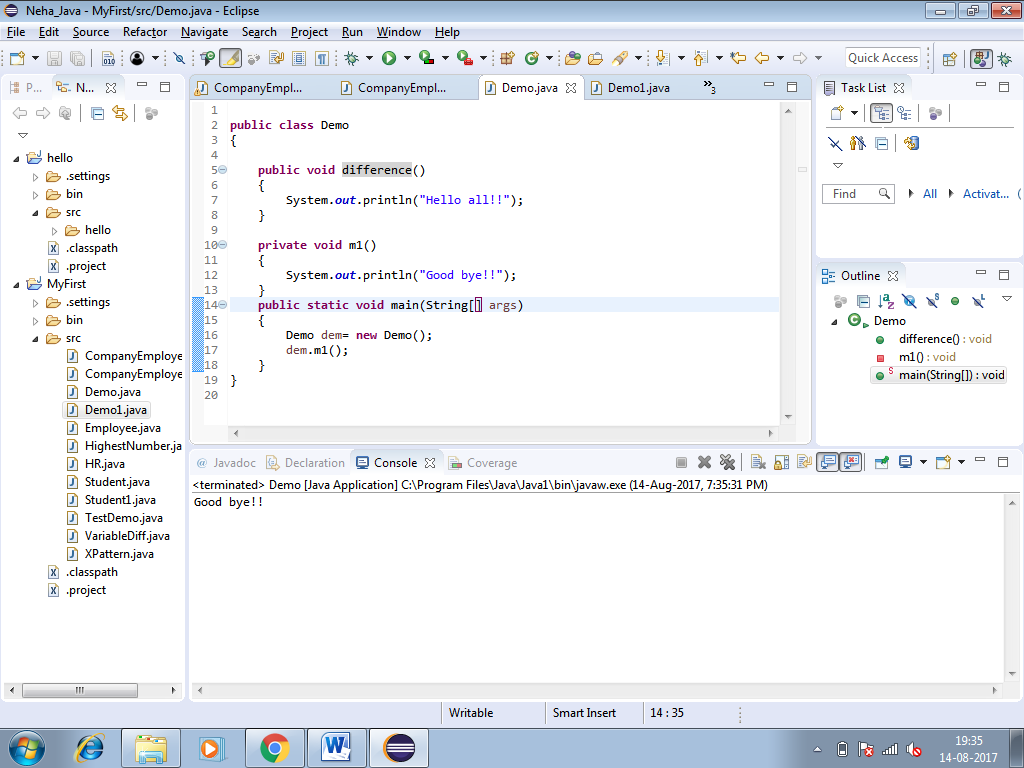 Neha_Java - MyFirst/src/Demo.java - Eclipse
File Edit Source Refactor Navigate Search Project Run Window Help
Quick Access
P... N...
CompanyEmpl... CompanyEmpl... Demo.java Demo1.java »3
Task List
hello
.settings
bin
src
hello
.classpath
.project
MyFirst
.settings
bin
src
CompanyEmploye
CompanyEmploye
Demo.java
Demo1.java
Employee.java
HighestNumber.ja
HR.java
Student.java
Student1.java
TestDemo.java
VariableDiff.java
XPattern.java
.classpath
.project
1
2 public class Demo
3 {
4
5 public void difference()
6 {
7 System.out.println("Hello all!!");
8 }
9
10 private void m1()
11 {
12 System.out.println("Good bye!!");
13 }
14 public static void main(String[] args)
15 {
16 Demo dem= new Demo();
17 dem.m1();
18 }
19 }
20
Find All Activat...
Outline
Demo
difference() : void
m1() : void
main(String[]) : void
@ Javadoc Declaration Console Coverage
<terminated> Demo [Java Application] C:\Program Files\Java\Java1\bin\javaw.exe (14-Aug-2017, 7:35:31 PM)
Good bye!!
Writable Smart Insert 14 : 35
19:35
14-08-2017